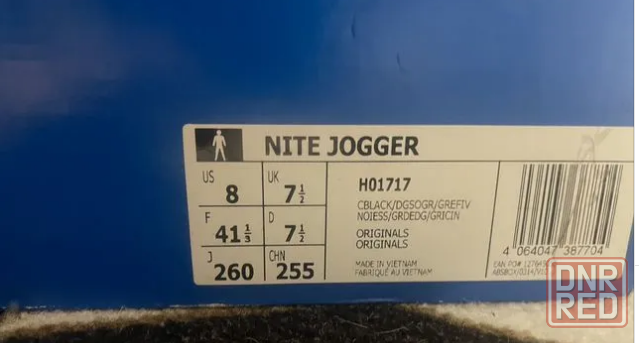 NITE JOGGER
US 8
UK 7½
F 41⅓
D 7½
J 260
CHN 255
H01717
CBLACK/DGSOGR/GREFIV
NOIESS/GRDEDG/GRICIN
ORIGINALS
ORIGINALS
MADE IN VIETNAM
FABRIQUÉ AU VIETNAM
4 064047 387704
DNR
RED